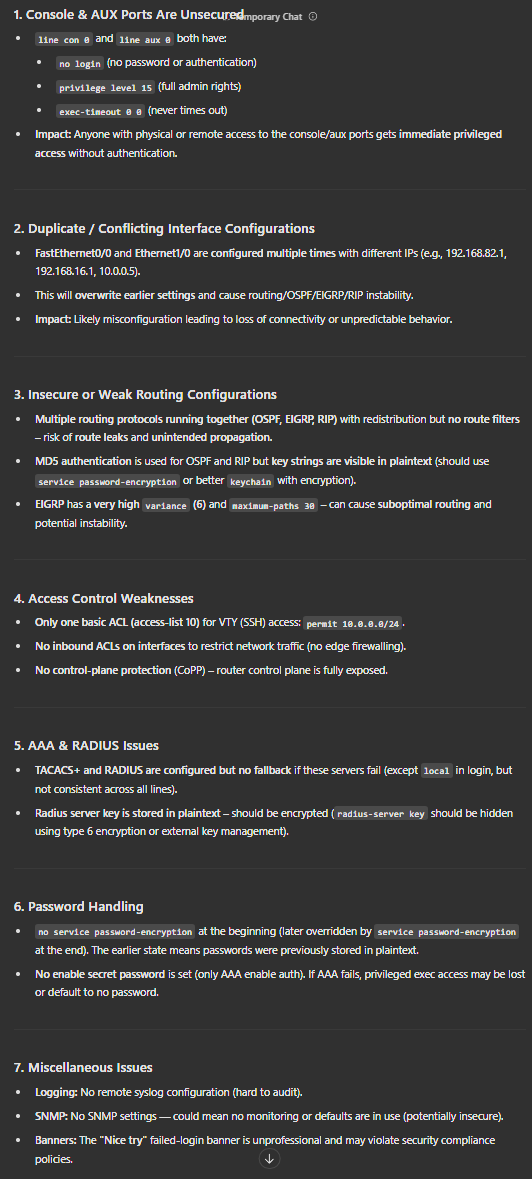 1. Console & AUX Ports Are Unsecured
Temporary Chat
line con 0 and line aux 0 both have:
no login (no password or authentication)
privilege level 15 (full admin rights)
exec-timeout 0 0 (never times out)
Impact: Anyone with physical or remote access to the console/aux ports gets immediate privileged
access without authentication.
2. Duplicate / Conflicting Interface Configurations
FastEthernet0/0 and Ethernet1/0 are configured multiple times with different IPs (e.g., 192.168.82.1,
192.168.16.1, 10.0.0.5).
This will overwrite earlier settings and cause routing/OSPF/EIGRP/RIP instability.
Impact: Likely misconfiguration leading to loss of connectivity or unpredictable behavior.
3. Insecure or Weak Routing Configurations
Multiple routing protocols running together (OSPF, EIGRP, RIP) with redistribution but no route filters
– risk of route leaks and unintended propagation.
MD5 authentication is used for OSPF and RIP but key strings are visible in plaintext (should use
service password-encryption or better keychain with encryption).
EIGRP has a very high variance (6) and maximum-paths 30 – can cause suboptimal routing and
potential instability.
4. Access Control Weaknesses
Only one basic ACL (access-list 10) for VTY (SSH) access: permit 10.0.0.0/24.
No inbound ACLs on interfaces to restrict network traffic (no edge firewalling).
No control-plane protection (CoPP) – router control plane is fully exposed.
5. AAA & RADIUS Issues
TACACS+ and RADIUS are configured but no fallback if these servers fail (except local in login, but
not consistent across all lines).
Radius server key is stored in plaintext – should be encrypted (radius-server key should be hidden
using type 6 encryption or external key management).
6. Password Handling
no service password-encryption at the beginning (later overridden by service password-encryption
at the end). The earlier state means passwords were previously stored in plaintext.
No enable secret password is set (only AAA enable auth). If AAA fails, privileged exec access may be lost
or default to no password.
7. Miscellaneous Issues
Logging: No remote syslog configuration (hard to audit).
SNMP: No SNMP settings — could mean no monitoring or defaults are in use (potentially insecure).
Banners: The "Nice try" failed-login banner is unprofessional and may violate security compliance
policies.